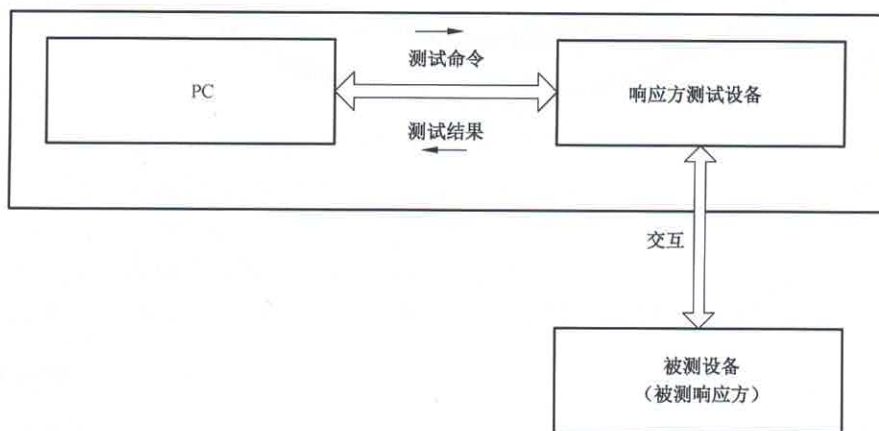 PC
测试命令
测试结果
响应方测试设备
交互
被测设备
（被测响应方）